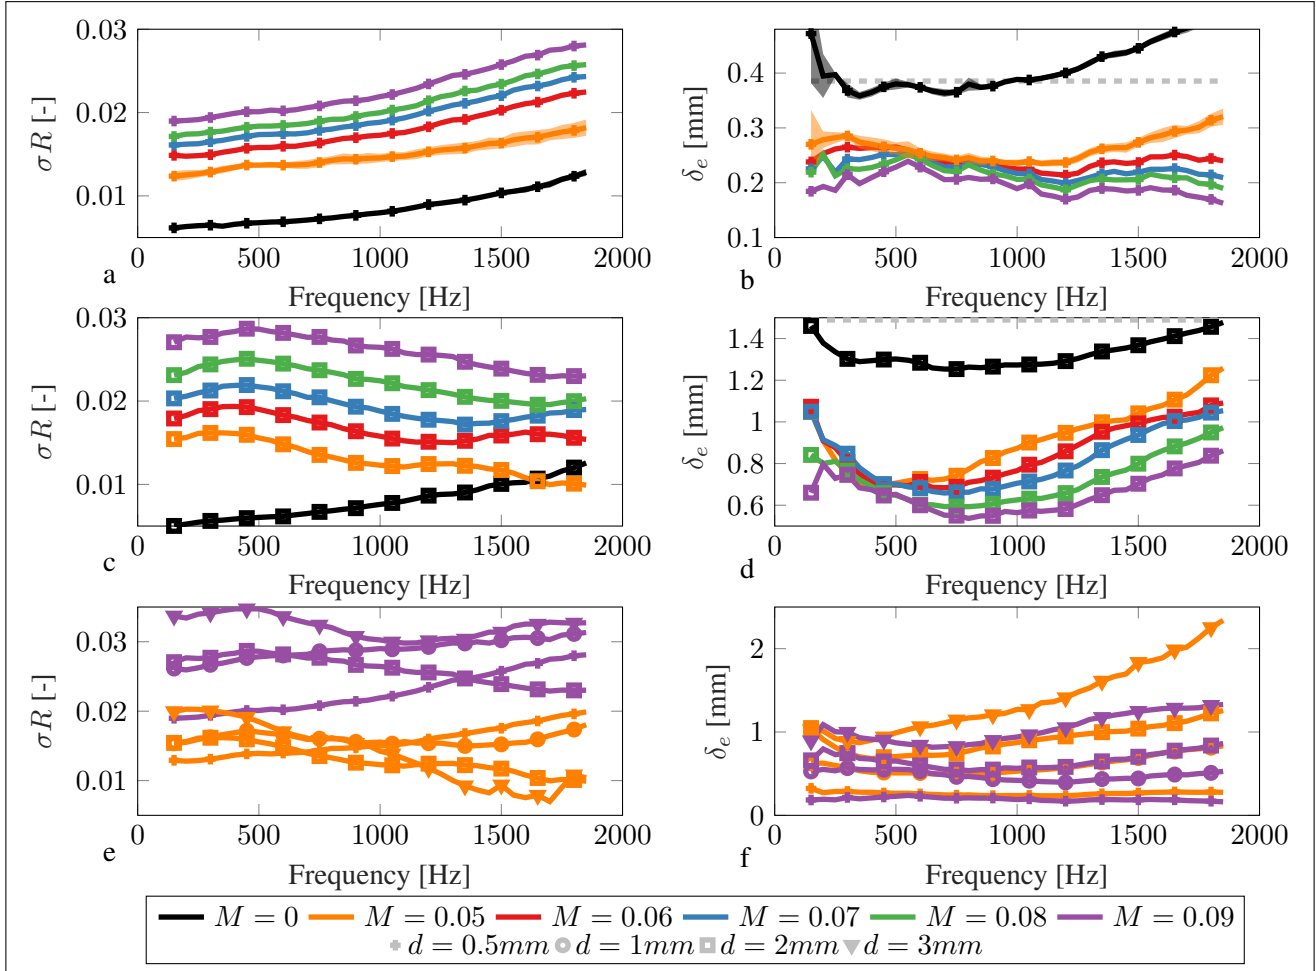 0.03
0.02
0.01
σR [-]
0 500 1000 1500 2000
a
Frequency [Hz]
0.4
0.3
0.2
0.1
δe [mm]
0 500 1000 1500 2000
b
Frequency [Hz]
0.03
0.02
0.01
σR [-]
0 500 1000 1500 2000
c
Frequency [Hz]
1.4
1.2
1
0.8
0.6
δe [mm]
0 500 1000 1500 2000
d
Frequency [Hz]
0.03
0.02
0.01
σR [-]
0 500 1000 1500 2000
e
Frequency [Hz]
2
1
0
δe [mm]
0 500 1000 1500 2000
f
Frequency [Hz]
M = 0 M = 0.05 M = 0.06 M = 0.07 M = 0.08 M = 0.09
d = 0.5mm d = 1mm d = 2mm d = 3mm